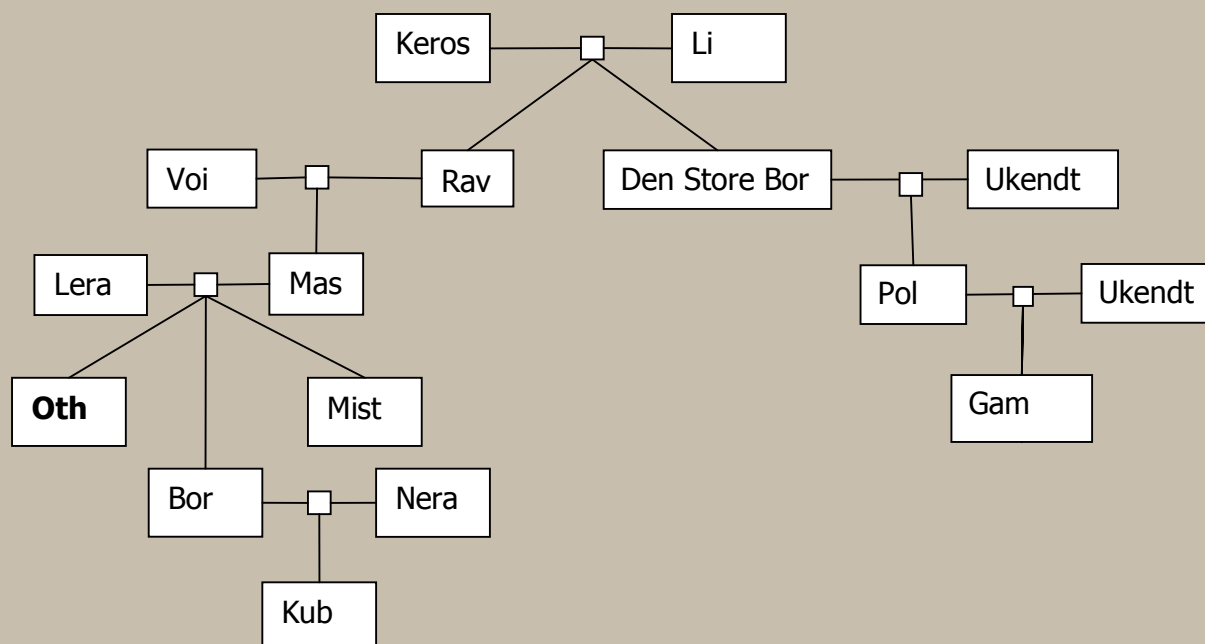 Keros
Li
Voi
Rav
Den Store Bor
Ukendt
Lera
Mas
Pol
Ukendt
Oth
Mist
Gam
Bor
Nera
Kub